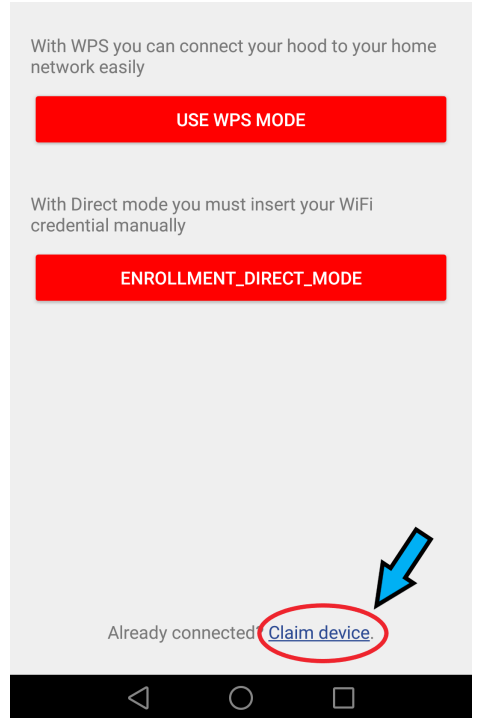 With WPS you can connect your hood to your home
network easily
USE WPS MODE
With Direct mode you must insert your WiFi
credential manually
ENROLLMENT_DIRECT_MODE
Already connected? Claim device.